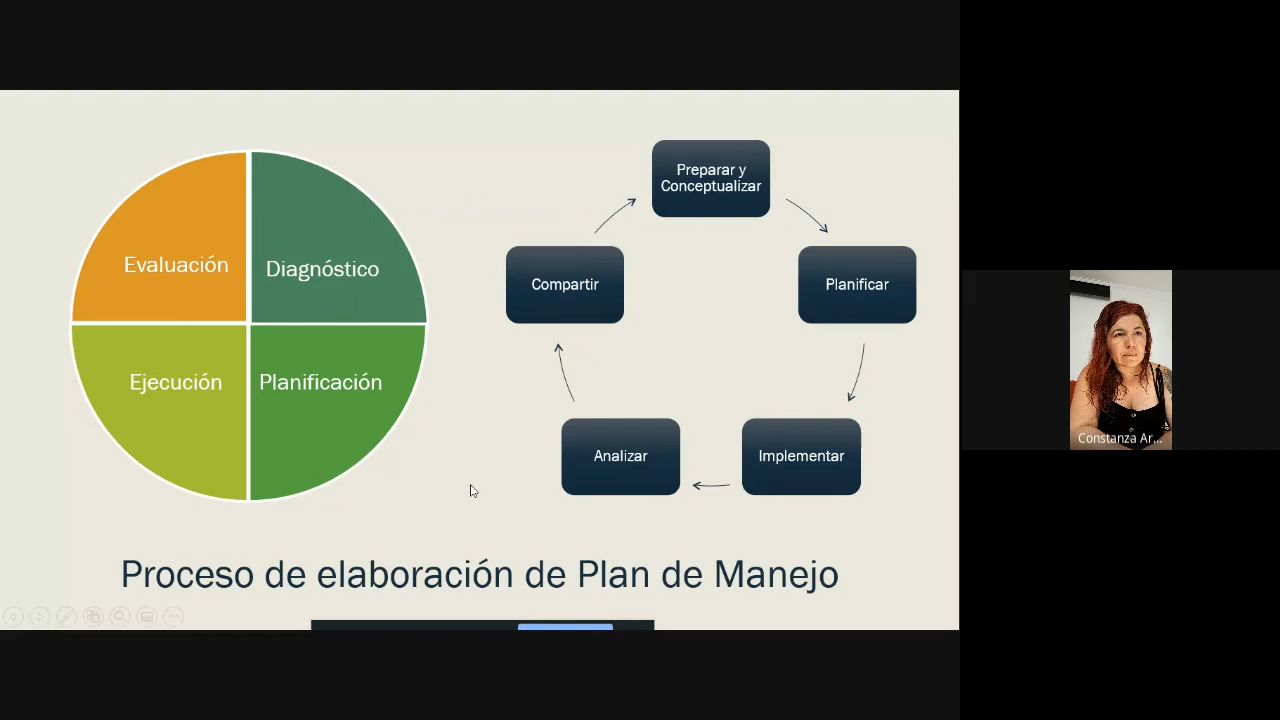 Evaluación
Diagnóstico
Ejecución
Planificación
Preparar y
Conceptualizar
Planificar
Implementar
Analizar
Compartir
Proceso de elaboración de Plan de Manejo
Constanza Ar...